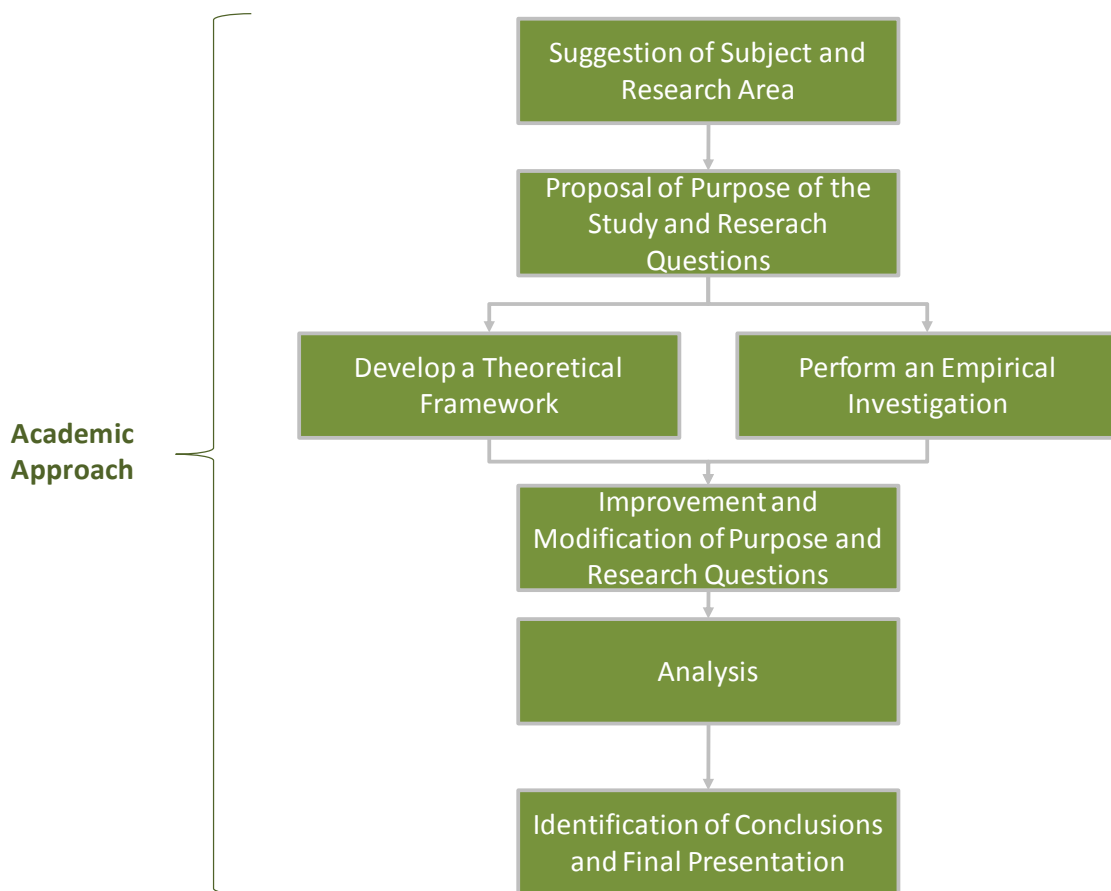 Suggestion of Subject and
Research Area
Proposal of Purpose of the
Study and Reserach
Questions
Develop a Theoretical
Framework
Perform an Empirical
Investigation
Academic
Approach
Improvement and
Modification of Purpose and
Research Questions
Analysis
Identification of Conclusions
and Final Presentation